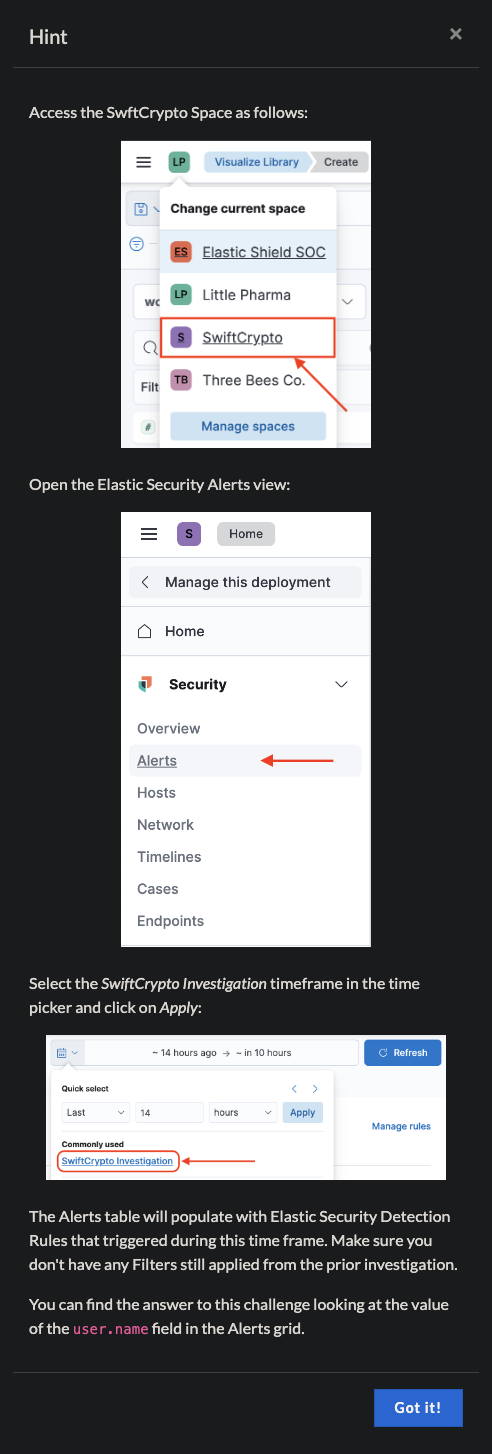 Hint
×
Access the SwftCrypto Space as follows:
LP
Visualize Library
Create
Change current space
ES Elastic Shield SOC
LP Little Pharma
wo
S SwiftCrypto
Filt
TB Three Bees Co.
#
Manage spaces
Open the Elastic Security Alerts view:
S
Home
Manage this deployment
Home
Security
Overview
Alerts
Hosts
Network
Timelines
Cases
Endpoints
Select the SwiftCrypto Investigation timeframe in the time
picker and click on Apply:
~ 14 hours ago → ~ in 10 hours
Refresh
Quick select
Last
14
hours
Apply
Manage rules
Commonly used
SwiftCrypto Investigation
The Alerts table will populate with Elastic Security Detection
Rules that triggered during this time frame. Make sure you
don't have any Filters still applied from the prior investigation.
You can find the answer to this challenge looking at the value
of the user.name field in the Alerts grid.
Got it!